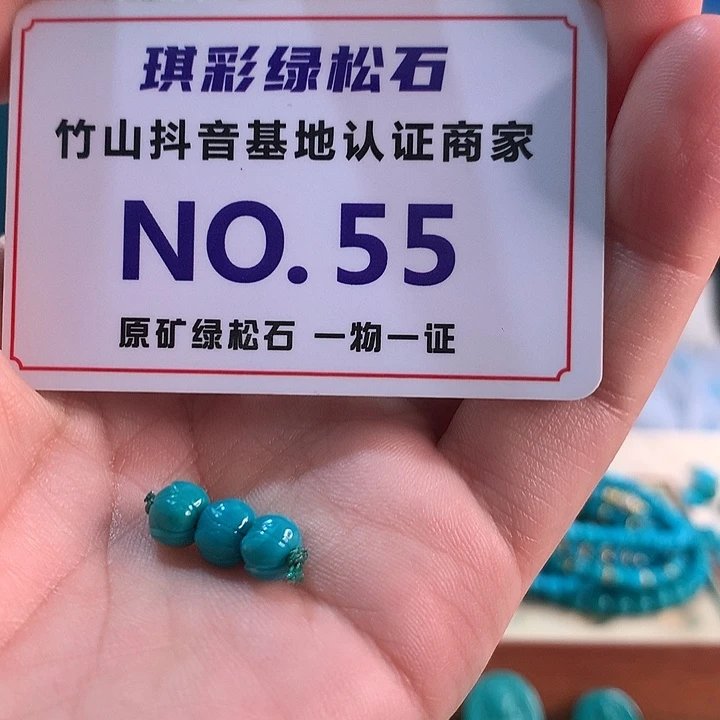 琪彩绿松石
竹山抖音基地认证商家
NO. 55
原矿绿松石 一物一证